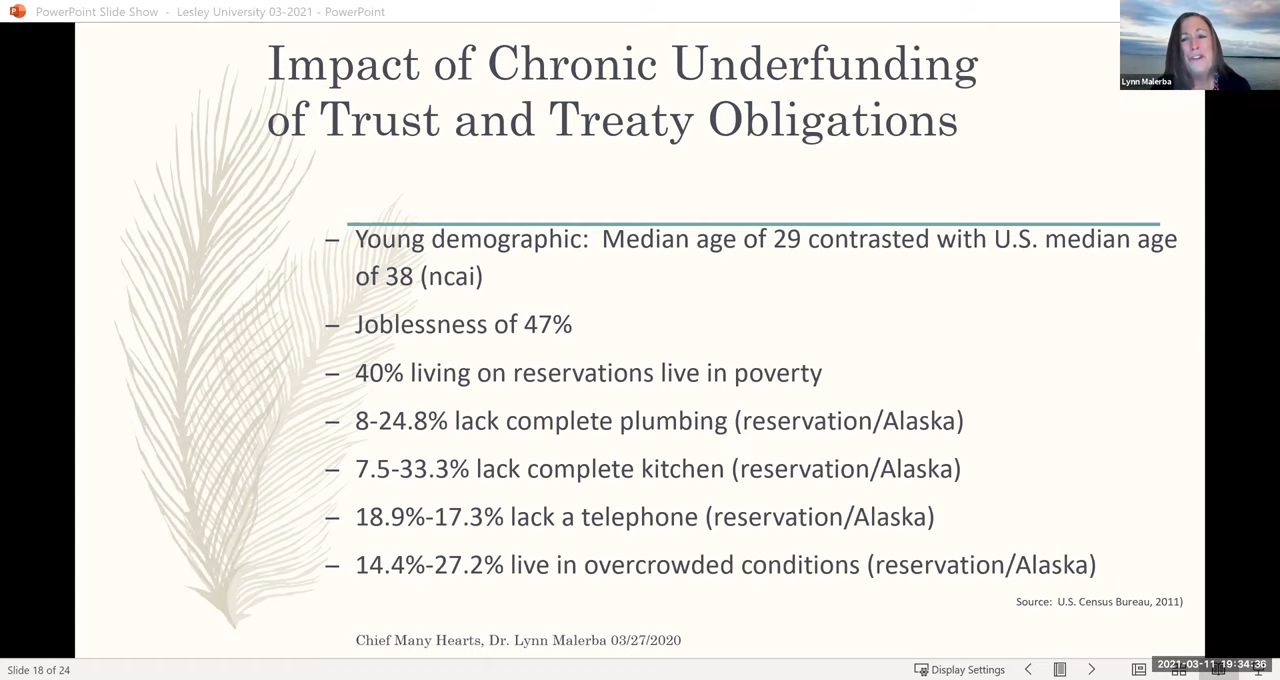 PowerPoint Slide Show - Lesley University 03-2021 - PowerPoint
Lynn Malerba
Impact of Chronic Underfunding
of Trust and Treaty Obligations
– Young demographic:  Median age of 29 contrasted with U.S. median age
of 38 (ncai)
– Joblessness of 47%
– 40% living on reservations live in poverty
– 8-24.8% lack complete plumbing (reservation/Alaska)
– 7.5-33.3% lack complete kitchen (reservation/Alaska)
– 18.9%-17.3% lack a telephone (reservation/Alaska)
– 14.4%-27.2% live in overcrowded conditions (reservation/Alaska)
Source:  U.S. Census Bureau, 2011)
Chief Many Hearts, Dr. Lynn Malerba 03/27/2020
Slide 18 of 24
Display Settings
2021-03-11 19:34:36